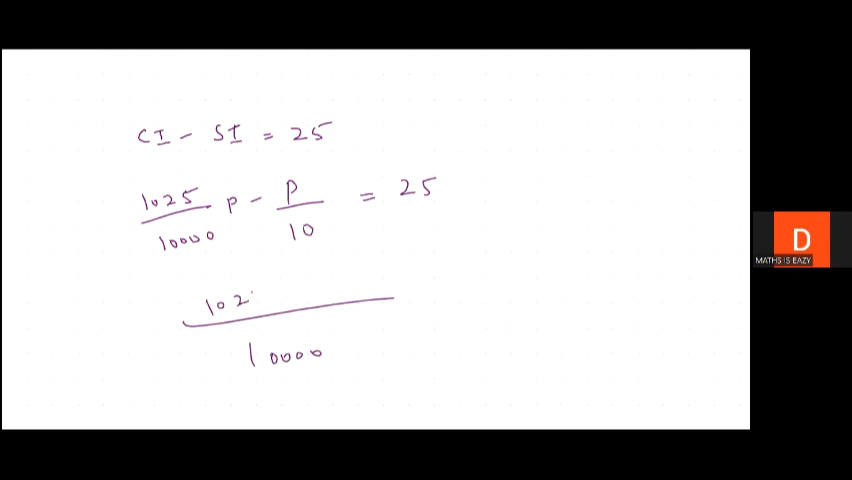 CI - SI = 25
1025/10000 P - P/10 = 25
102
10000
D
MATHS IS EAZY